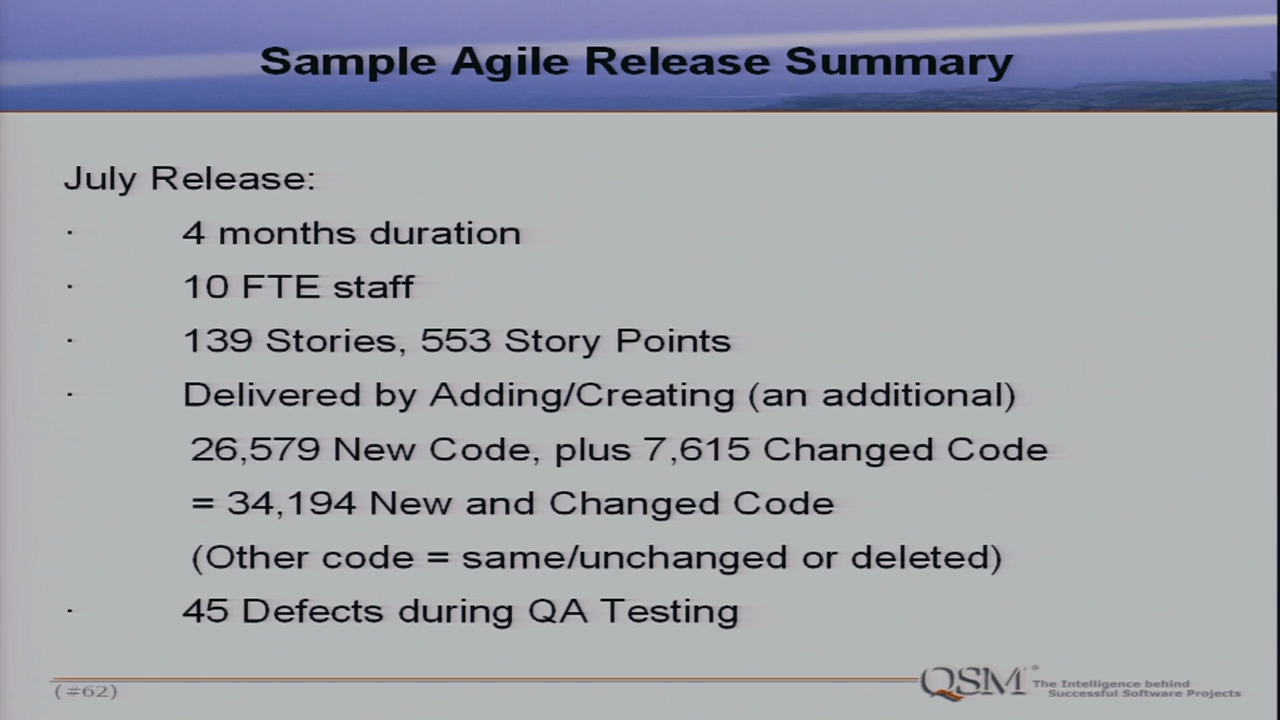 Sample Agile Release Summary
July Release:
· 4 months duration
· 10 FTE staff
· 139 Stories, 553 Story Points
· Delivered by Adding/Creating (an additional)
26,579 New Code, plus 7,615 Changed Code
= 34,194 New and Changed Code
(Other code = same/unchanged or deleted)
· 45 Defects during QA Testing
(#62)
QSM®
The Intelligence behind
Successful Software Projects